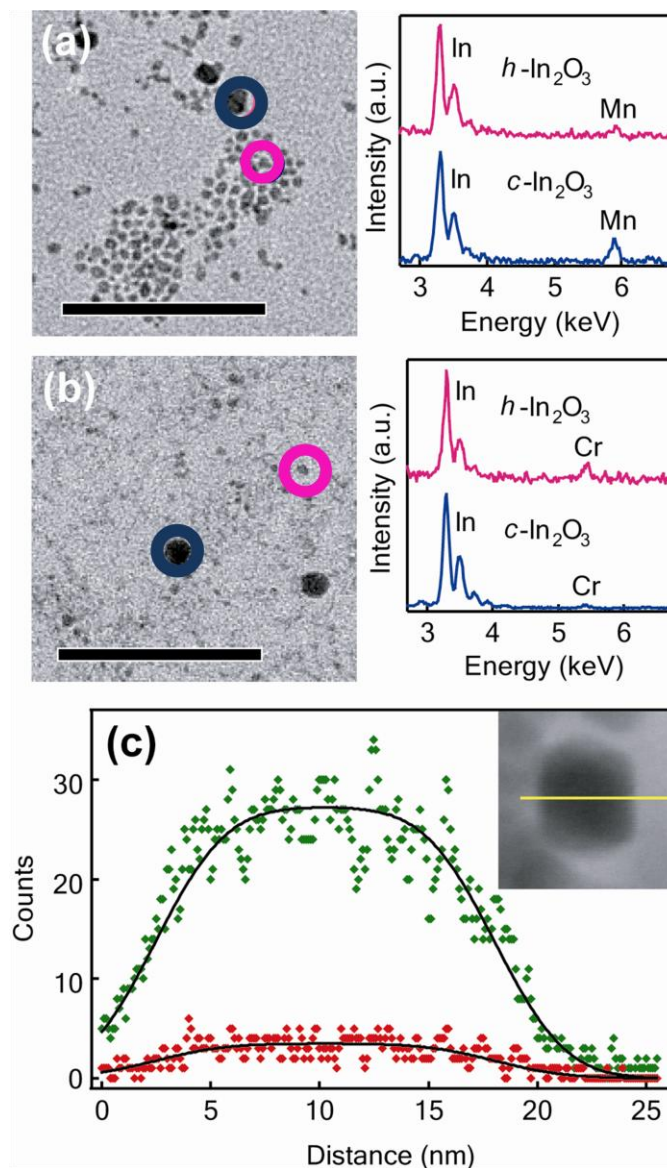 (a)
Intensity (a.u.)
In
h-In₂O₃
Mn
In
c-In₂O₃
Mn
3 4 5 6
Energy (keV)
(b)
Intensity (a.u.)
In
h-In₂O₃
Cr
In
c-In₂O₃
Cr
3 4 5 6
Energy (keV)
(c)
Counts
30
20
10
0
0 5 10 15 20 25
Distance (nm)